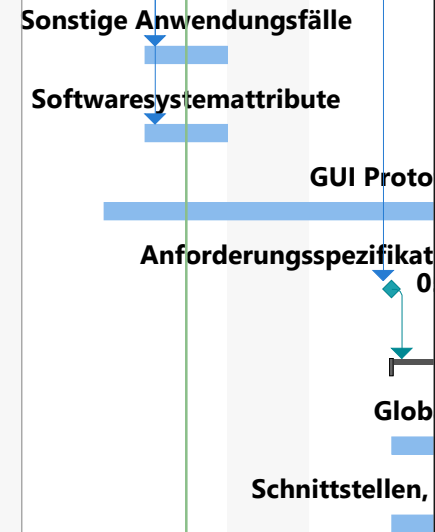 Sonstige Anwendungsfälle
Softwaresystemattribute
GUI Proto
Anforderungsspezifikat
0
Glob
Schnittstellen,